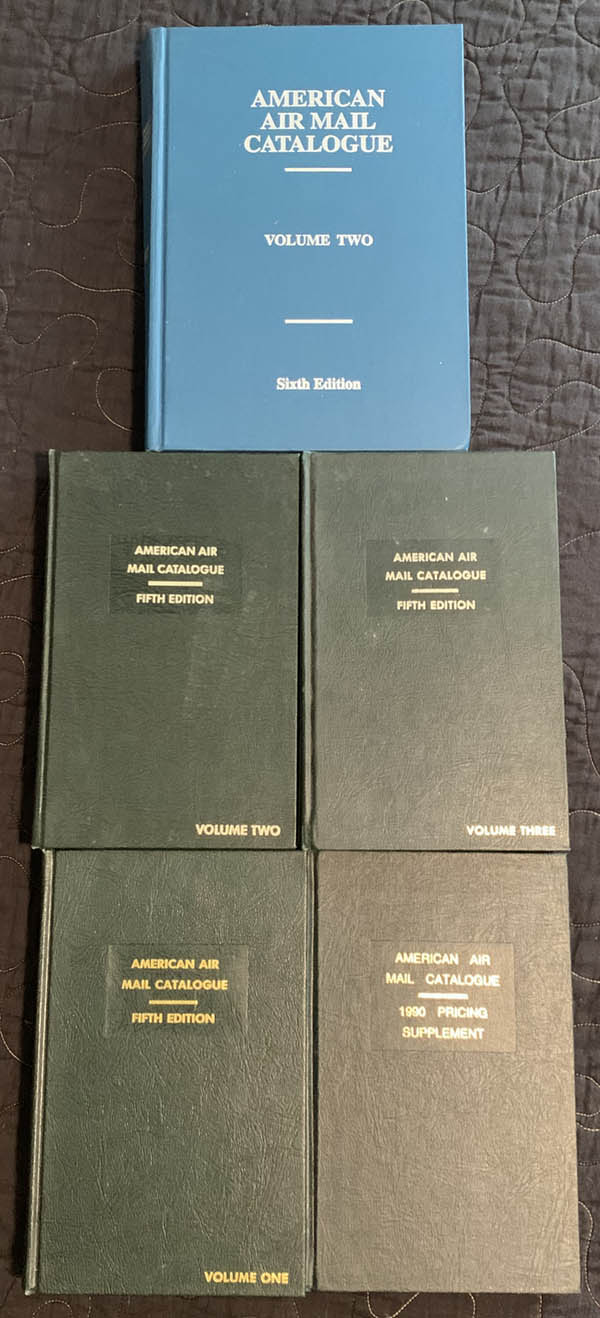 AMERICAN
AIR MAIL
CATALOGUE
VOLUME TWO
Sixth Edition
AMERICAN AIR
MAIL CATALOGUE
FIFTH EDITION
VOLUME TWO
AMERICAN AIR
MAIL CATALOGUE
FIFTH EDITION
VOLUME THREE
AMERICAN AIR
MAIL CATALOGUE
FIFTH EDITION
VOLUME ONE
AMERICAN AIR
MAIL CATALOGUE
1990 PRICING
SUPPLEMENT